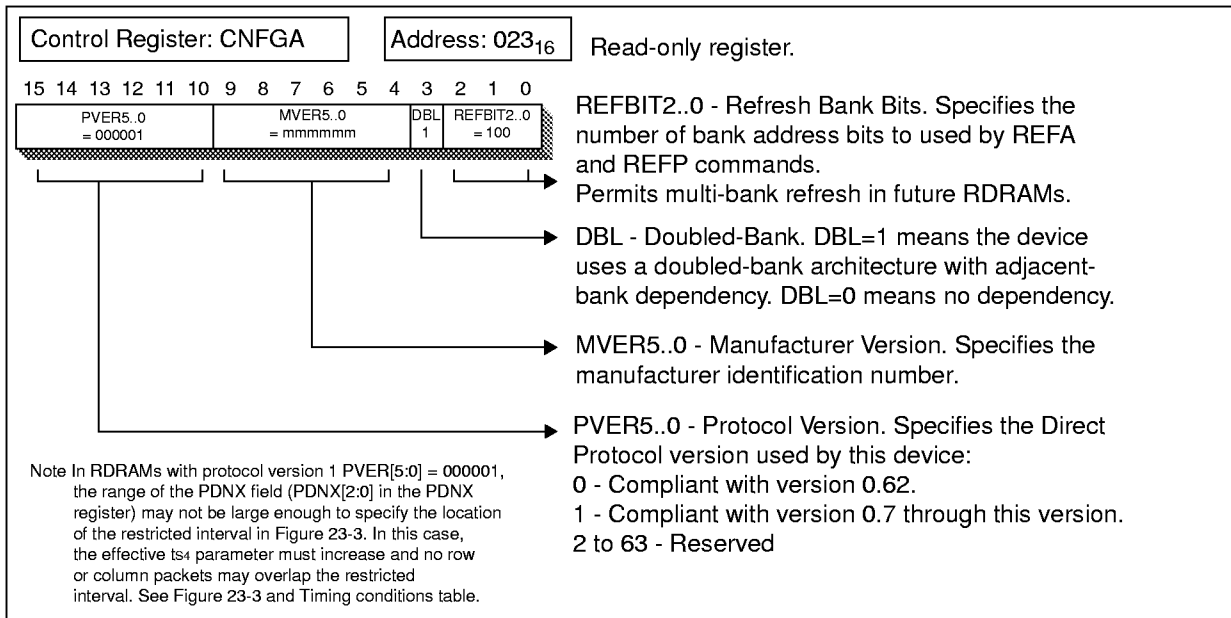 Control Register: CNFGA
Address: 023₁₆
Read-only register.
15 14 13 12 11 10 9 8 7 6 5 4 3 2 1 0
PVER5..0
= 000001
MVER5..0
= mmmmmmm
DBL
1
REFBIT2..0
= 100
REFBIT2..0 - Refresh Bank Bits. Specifies the
number of bank address bits to used by REFA
and REFP commands.
Permits multi-bank refresh in future RDRAMs.
DBL - Doubled-Bank. DBL=1 means the device
uses a doubled-bank architecture with adjacent-
bank dependency. DBL=0 means no dependency.
MVER5..0 - Manufacturer Version. Specifies the
manufacturer identification number.
PVER5..0 - Protocol Version. Specifies the Direct
Protocol version used by this device:
0 - Compliant with version 0.62.
1 - Compliant with version 0.7 through this version.
2 to 63 - Reserved
Note In RDRAMs with protocol version 1 PVER[5:0] = 000001,
the range of the PDNX field (PDNX[2:0] in the PDNX
register) may not be large enough to specify the location
of the restricted interval in Figure 23-3. In this case,
the effective tS4 parameter must increase and no row
or column packets may overlap the restricted
interval. See Figure 23-3 and Timing conditions table.